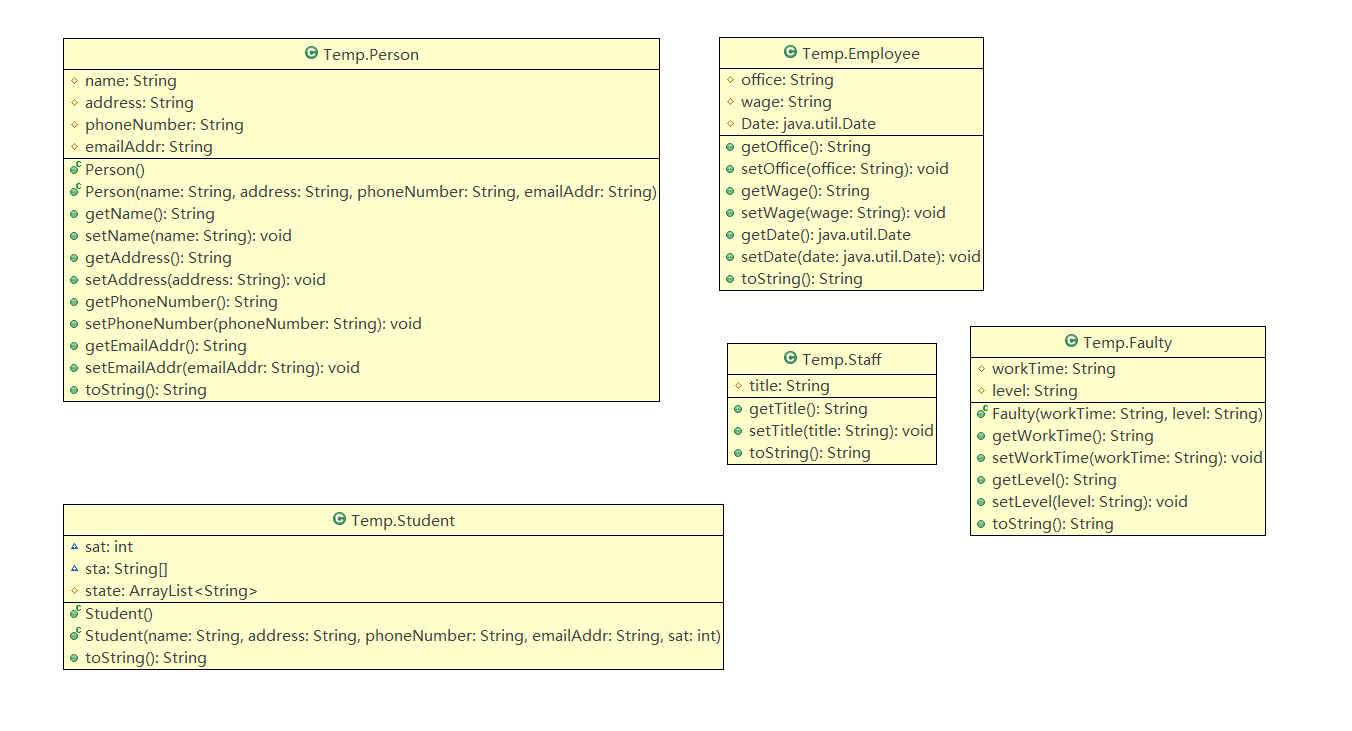 Temp.Person
name: String
address: String
phoneNumber: String
emailAddr: String
Person()
Person(name: String, address: String, phoneNumber: String, emailAddr: String)
getName(): String
setName(name: String): void
getAddress(): String
setAddress(address: String): void
getPhoneNumber(): String
setPhoneNumber(phoneNumber: String): void
getEmailAddr(): String
setEmailAddr(emailAddr: String): void
toString(): String
Temp.Employee
office: String
wage: String
Date: java.util.Date
getOffice(): String
setOffice(office: String): void
getWage(): String
setWage(wage: String): void
getDate(): java.util.Date
setDate(date: java.util.Date): void
toString(): String
Temp.Staff
title: String
getTitle(): String
setTitle(title: String): void
toString(): String
Temp.Faulty
workTime: String
level: String
Faulty(workTime: String, level: String)
getWorkTime(): String
setWorkTime(workTime: String): void
getLevel(): String
setLevel(level: String): void
toString(): String
Temp.Student
sat: int
sta: String[]
state: ArrayList<String>
Student()
Student(name: String, address: String, phoneNumber: String, emailAddr: String, sat: int)
toString(): String